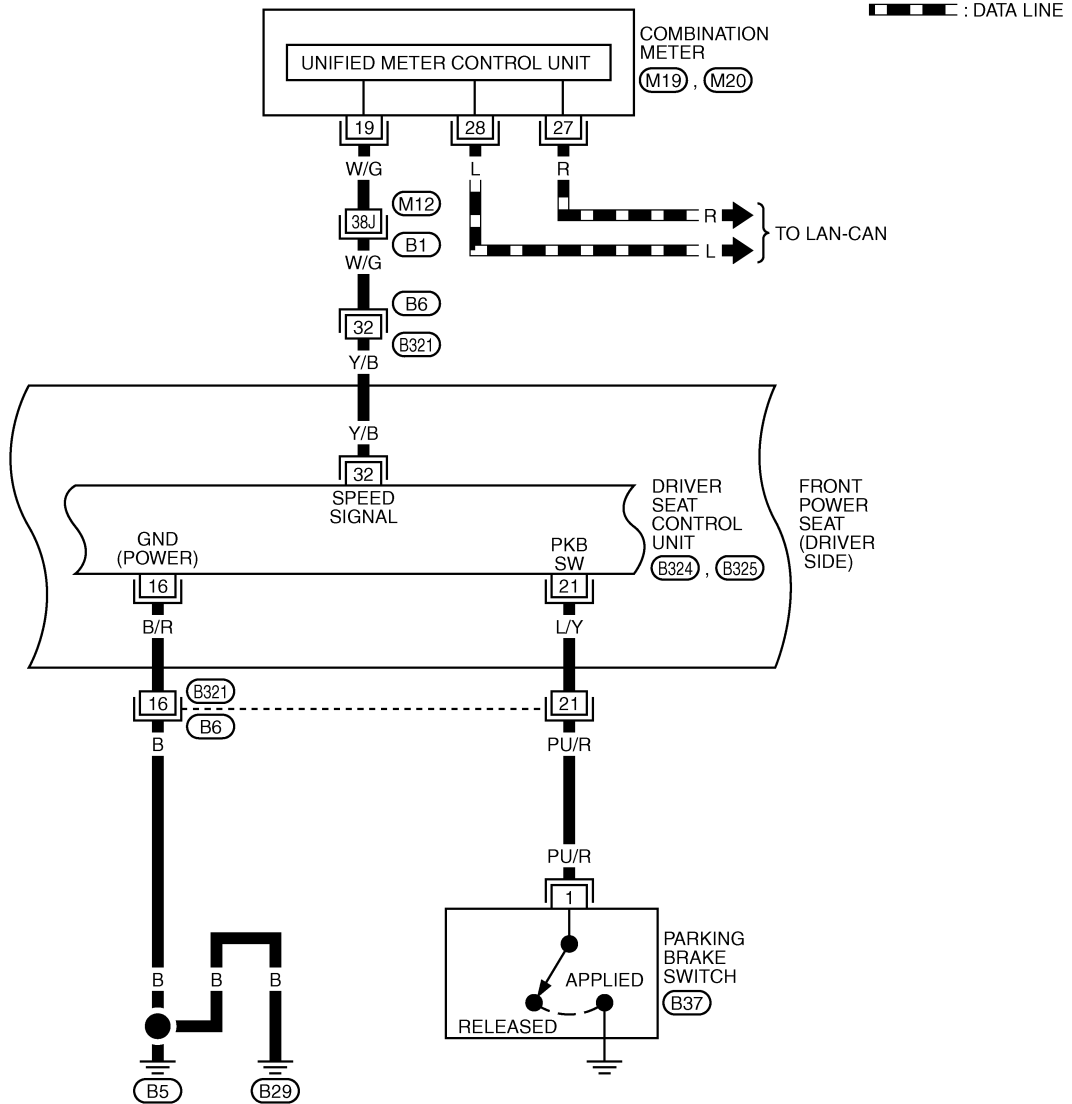 : DATA LINE
COMBINATION
METER
M19 , M20
UNIFIED METER CONTROL UNIT
19
28
27
W/G
L
R
M12
38J
B1
R
L
TO LAN-CAN
W/G
B6
32
B321
Y/B
Y/B
32
SPEED
SIGNAL
DRIVER
SEAT
CONTROL
UNIT
B324 , B325
FRONT
POWER
SEAT
(DRIVER
SIDE)
GND
(POWER)
PKB
SW
16
21
B/R
L/Y
16
B321
B6
21
B
PU/R
PU/R
1
PARKING
BRAKE
SWITCH
B37
APPLIED
RELEASED
B
B
B
B5
B29